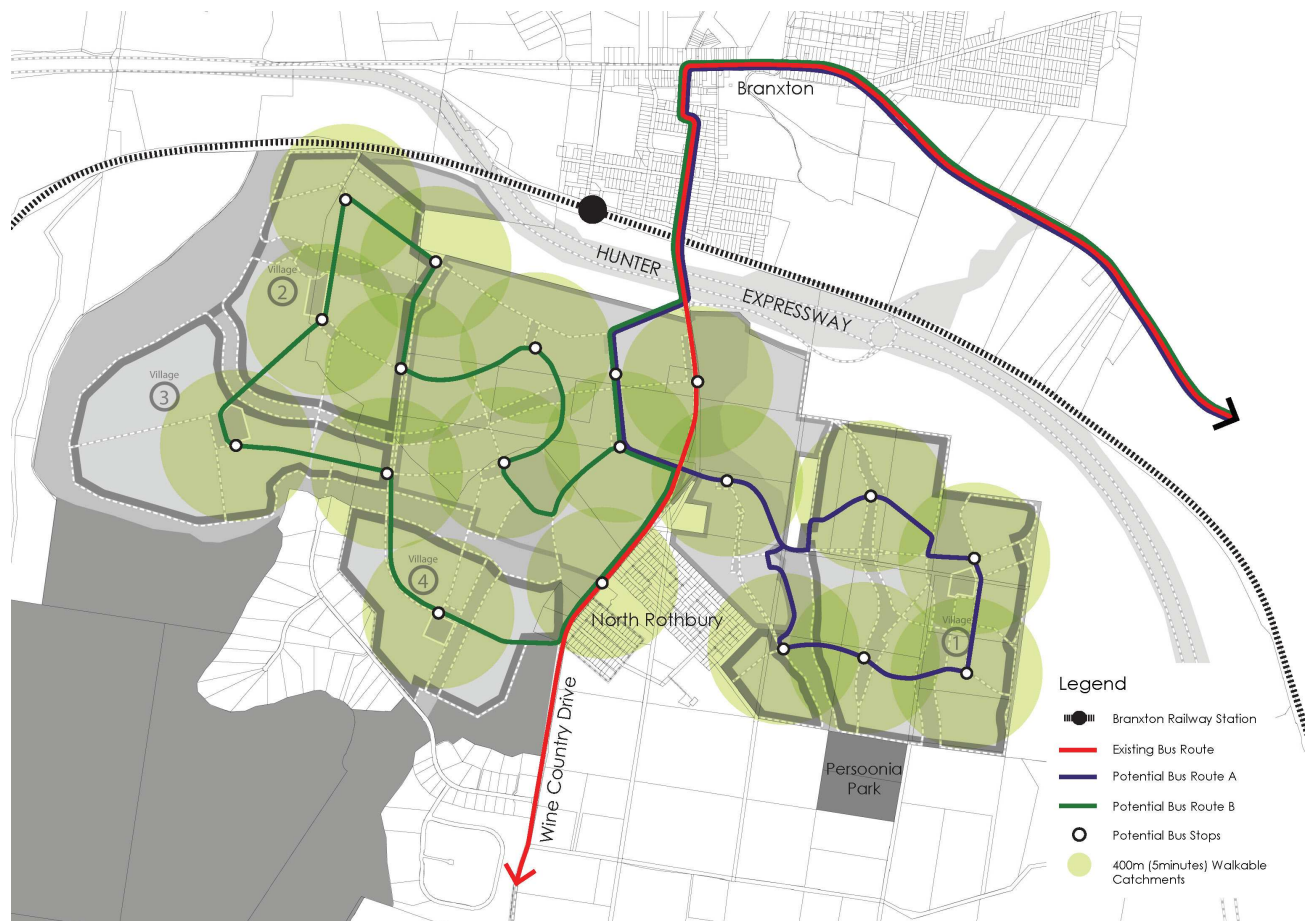 Branxton
HUNTER
EXPRESSWAY
Village
2
Village
3
Village
4
North Rothbury
Village
1
Wine Country Drive
Persoonia
Park
Legend
Branxton Railway Station
Existing Bus Route
Potential Bus Route A
Potential Bus Route B
Potential Bus Stops
400m (5minutes) Walkable
Catchments